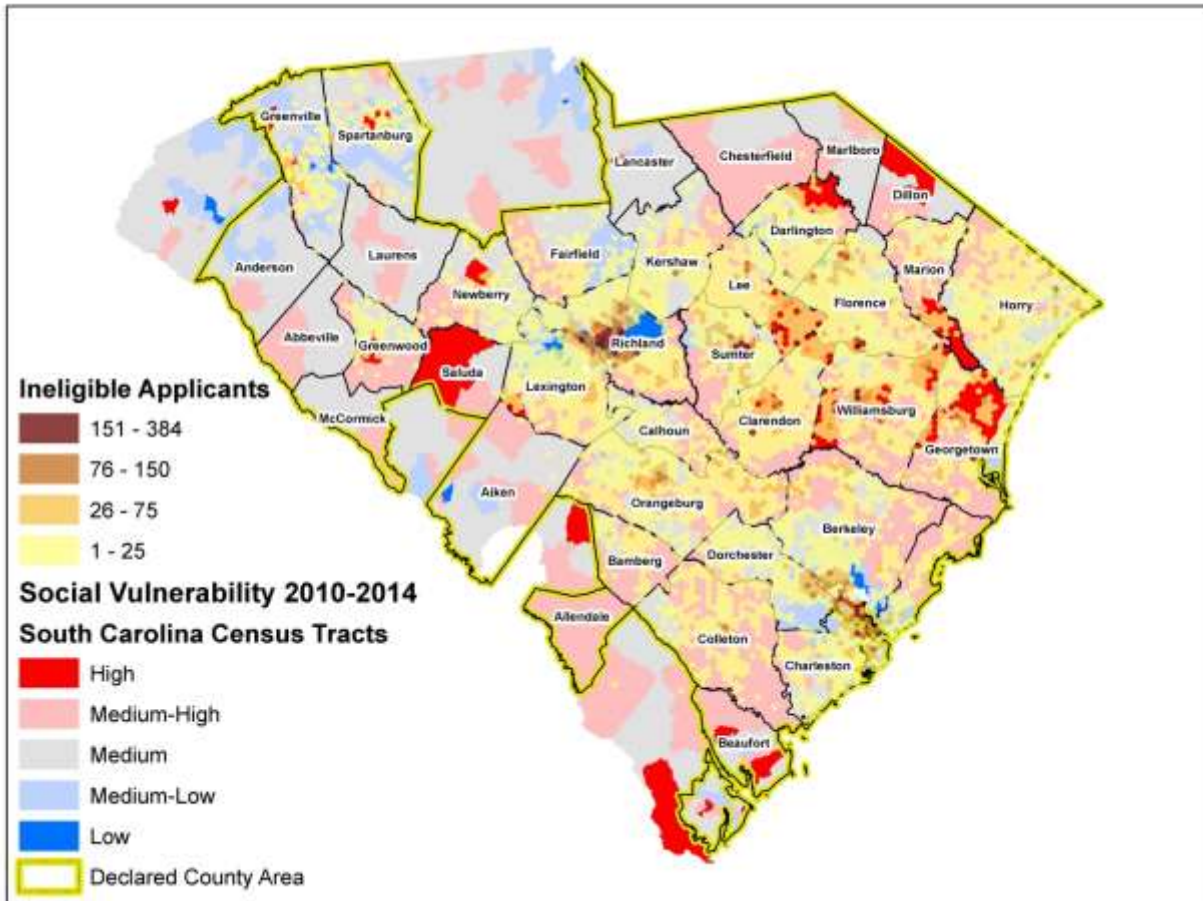 Greenville
Spartanburg
Lancaster
Chesterfield
Marlboro
Dillon
Darlington
Fairfield
Kershaw
Anderson
Laurens
Lee
Marion
Newberry
Florence
Horry
Abbeville
Greenwood
Richland
Sumter
Saluda
Lexington
McCormick
Clarendon
Williamsburg
Calhoun
Georgetown
Aiken
Orangeburg
Berkeley
Bamberg
Dorchester
Allendale
Colleton
Charleston
Beaufort
Ineligible Applicants
151 - 384
76 - 150
26 - 75
1 - 25
Social Vulnerability 2010-2014
South Carolina Census Tracts
High
Medium-High
Medium
Medium-Low
Low
Declared County Area